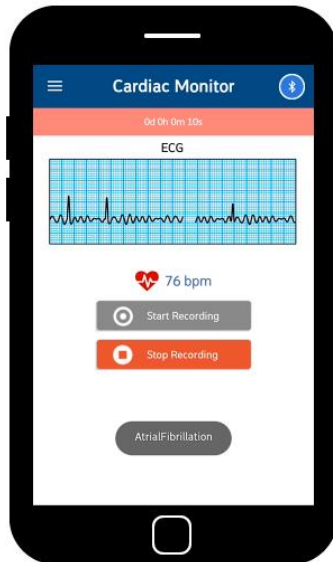 Cardiac Monitor
0d 0h 0m 10s
ECG
76 bpm
Start Recording
Stop Recording
AtrialFibrillation